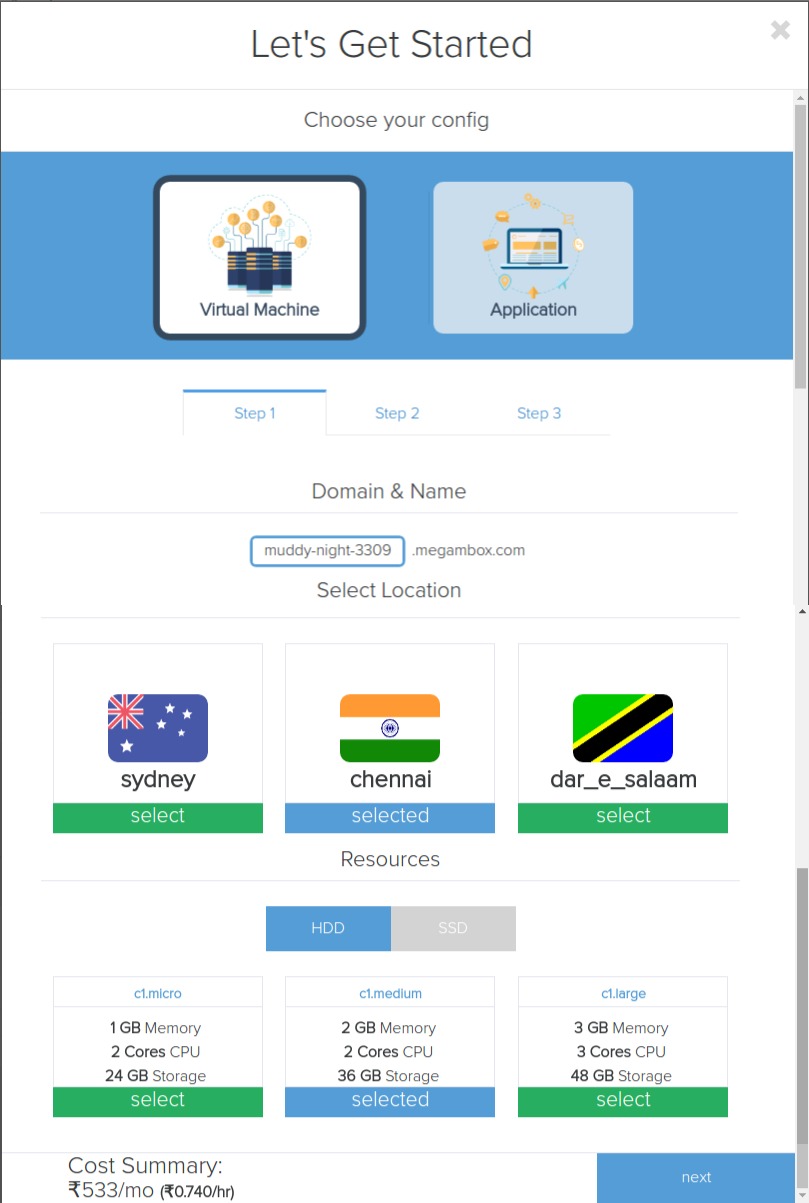 Let's Get Started
Choose your config
Virtual Machine
Application
Step 1 Step 2 Step 3
Domain & Name
muddy-night-3309 .megambox.com
Select Location
sydney
select
chennai
selected
dar_e_salaam
select
Resources
HDD SSD
c1.micro
1 GB Memory
2 Cores CPU
24 GB Storage
select
c1.medium
2 GB Memory
2 Cores CPU
36 GB Storage
selected
c1.large
3 GB Memory
3 Cores CPU
48 GB Storage
select
Cost Summary:
₹533/mo (₹0.740/hr)
next